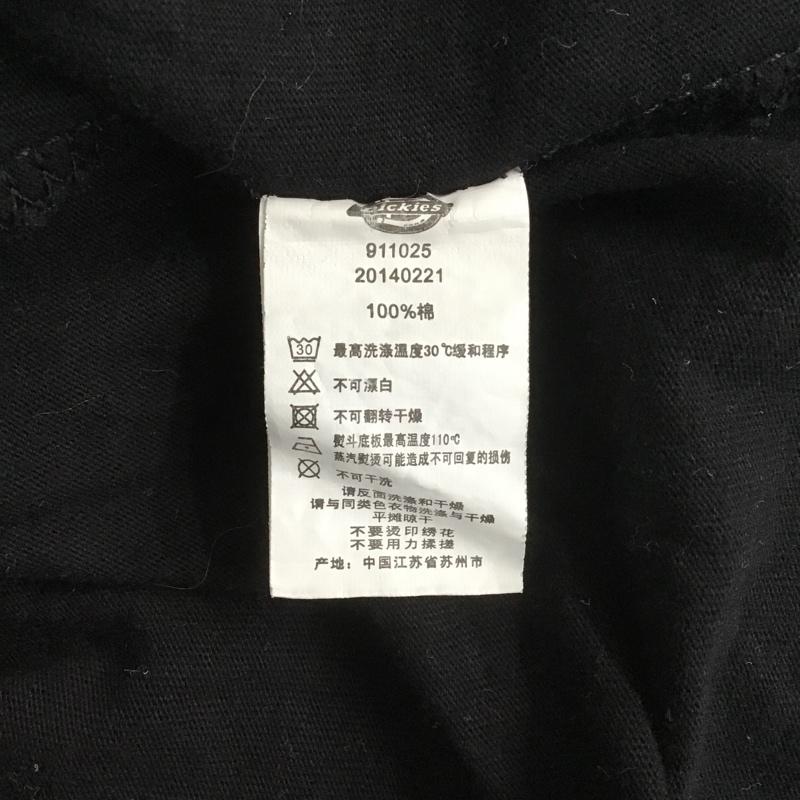 Dickies
911025
20140221
100%棉
30
最高洗涤温度30℃缓和程序
不可漂白
不可翻转干燥
熨斗底板最高温度110℃
蒸汽熨烫可能造成不可回复的损伤
不可干洗
请反面洗涤和干燥
请与同类色衣物洗涤与干燥
平摊晾干
不要烫印绣花
不要用力揉搓
产地：中国江苏省苏州市